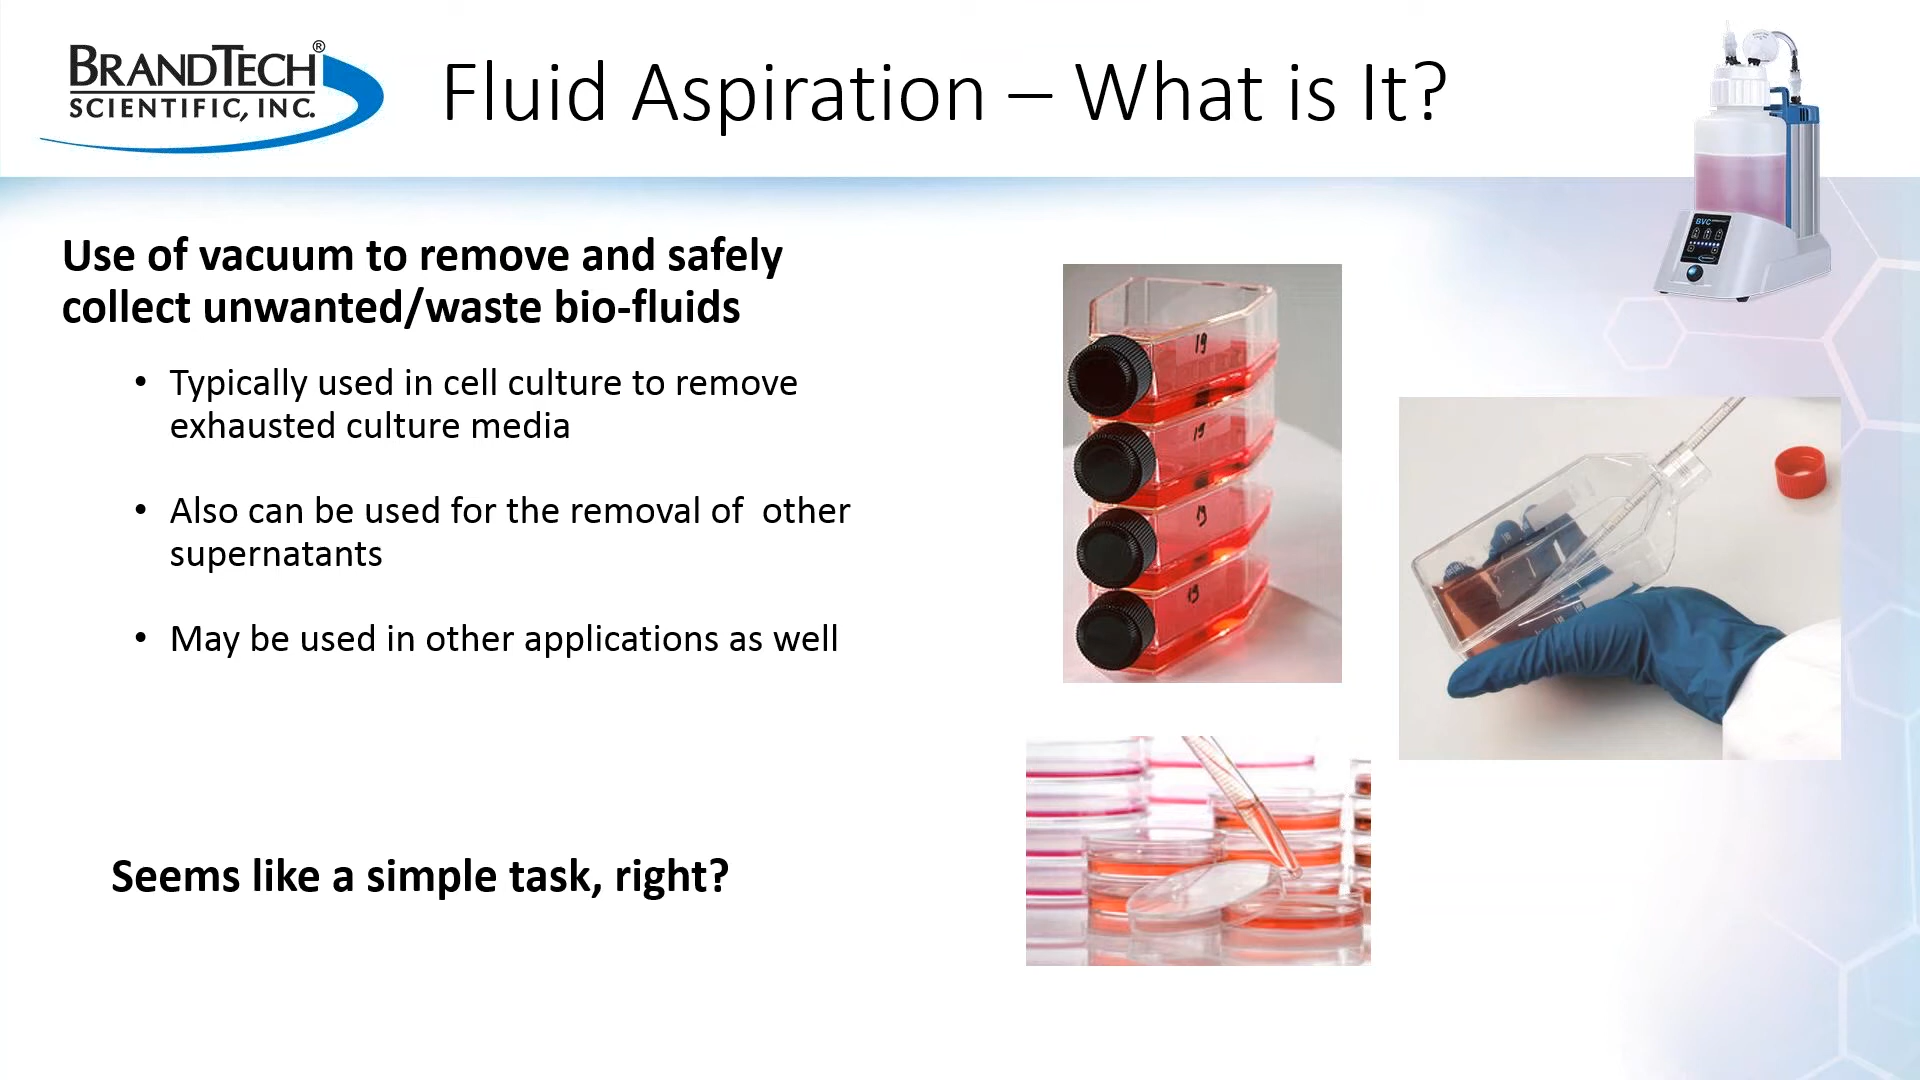 BRANDTECH®
SCIENTIFIC, INC.
Fluid Aspiration – What is It?
Use of vacuum to remove and safely
collect unwanted/waste bio-fluids
• Typically used in cell culture to remove
exhausted culture media
• Also can be used for the removal of  other
supernatants
• May be used in other applications as well
Seems like a simple task, right?
BVC
19
19